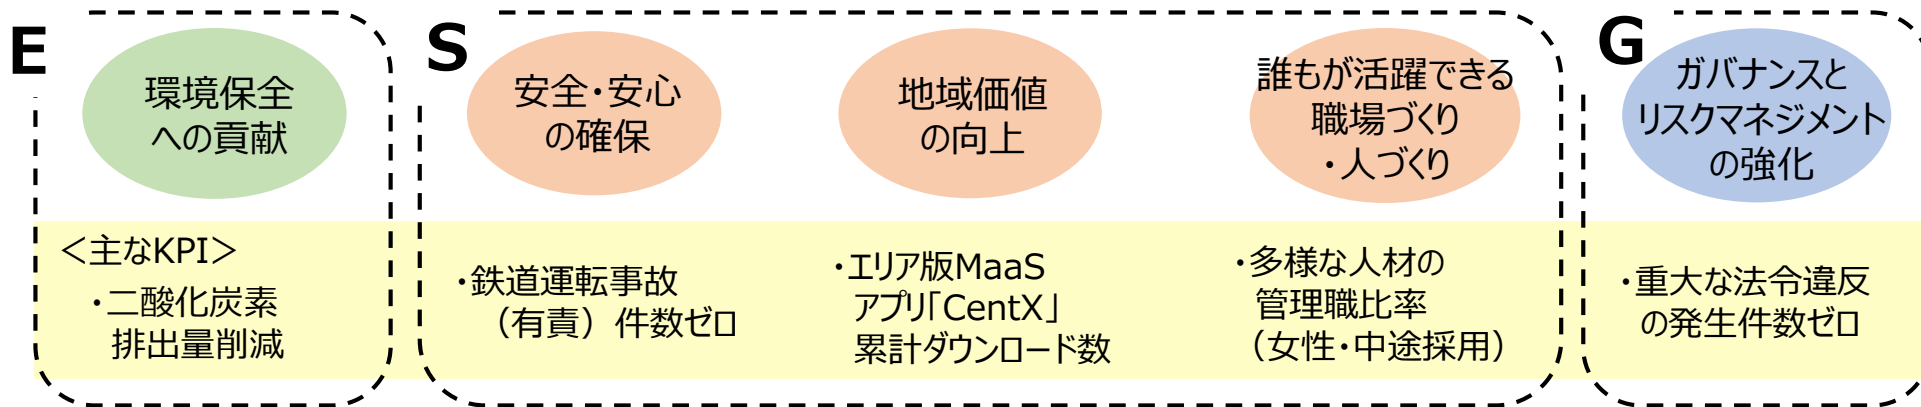 E
環境保全
への貢献
<主なKPI>
・二酸化炭素
排出量削減
S
安全・安心
の確保
・鉄道運転事故
（有責）件数ゼロ
地域価値
の向上
・エリア版MaaS
アプリ「CentX」
累計ダウンロード数
誰もが活躍できる
職場づくり
・人づくり
・多様な人材の
管理職比率
（女性・中途採用）
G
ガバナンスと
リスクマネジメント
の強化
・重大な法令違反
の発生件数ゼロ